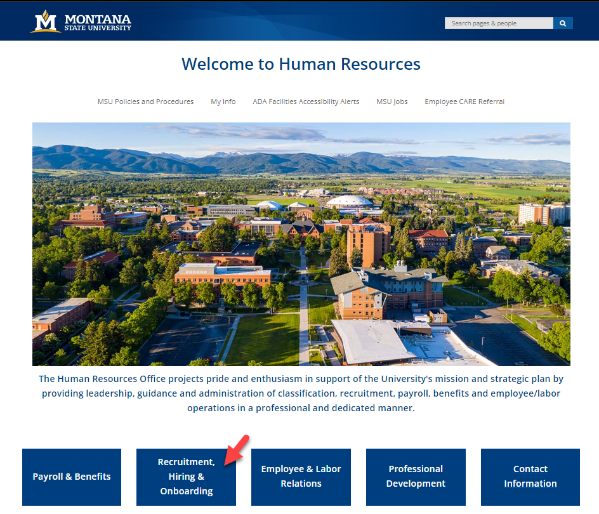 MONTANA
STATE UNIVERSITY
Search pages & people
Welcome to Human Resources
MSU Policies and Procedures My Info ADA Facilities Accessibility Alerts MSU Jobs Employee CARE Referral
The Human Resources Office projects pride and enthusiasm in support of the University's mission and strategic plan by
providing leadership, guidance and administration of classification, recruitment, payroll, benefits and employee/labor
operations in a professional and dedicated manner.
Payroll & Benefits
Recruitment,
Hiring &
Onboarding
Employee & Labor
Relations
Professional
Development
Contact
Information